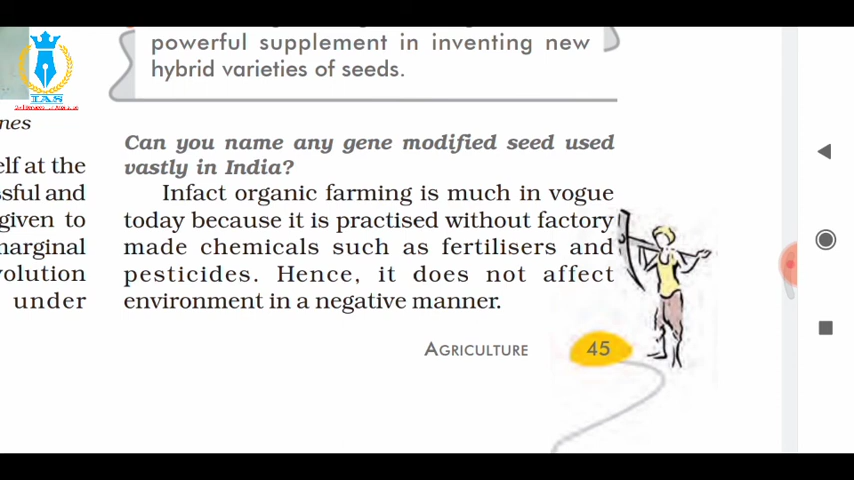 powerful supplement in inventing new
hybrid varieties of seeds.
IAS
nes
elf at the
ssful and
given to
marginal
volution
under
Can you name any gene modified seed used
vastly in India?
Infact organic farming is much in vogue
today because it is practised without factory
made chemicals such as fertilisers and
pesticides. Hence, it does not affect
environment in a negative manner.
AGRICULTURE 45